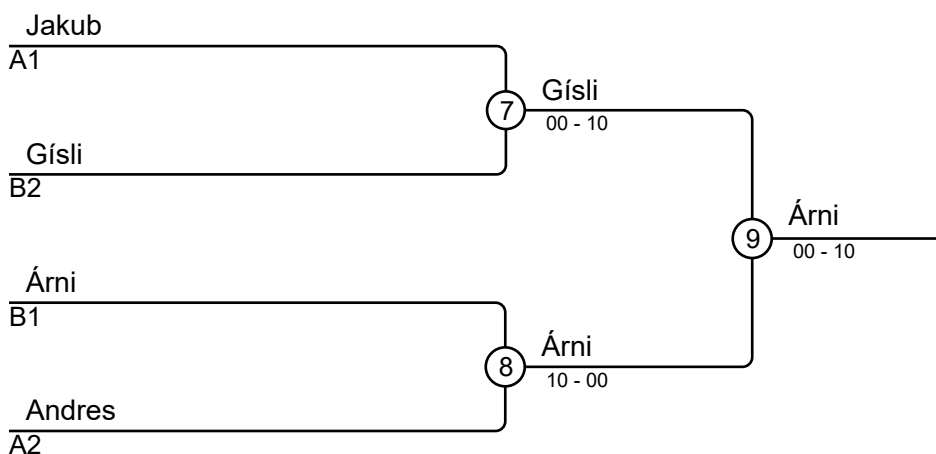 Jakub
A1
7
Gísli
00 - 10
Gísli
B2
9
Árni
00 - 10
Árni
B1
8
Árni
10 - 00
Andres
A2